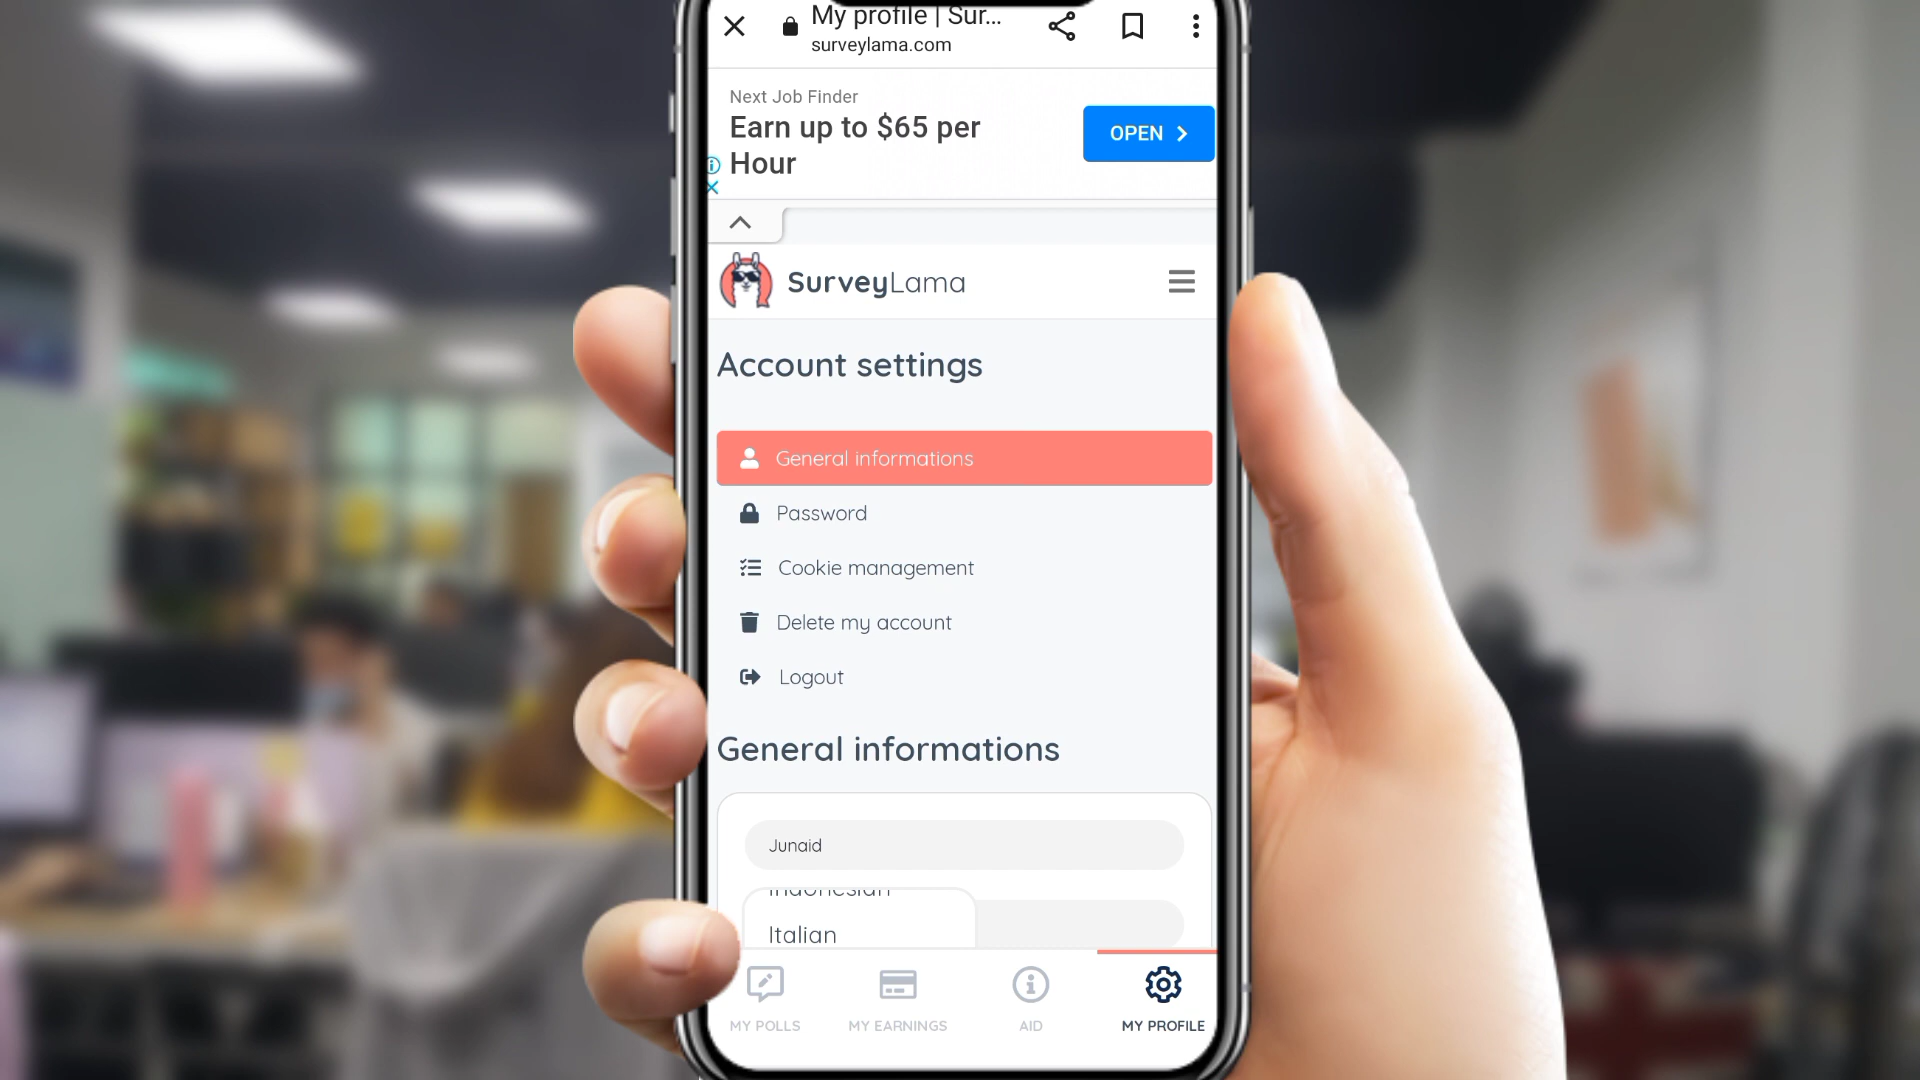 My profile | Sur...
surveylama.com
Next Job Finder
Earn up to $65 per
Hour
OPEN
SurveyLama
Account settings
General informations
Password
Cookie management
Delete my account
Logout
General informations
Junaid
Indonesian
Italian
MY POLLS
MY EARNINGS
AID
MY PROFILE